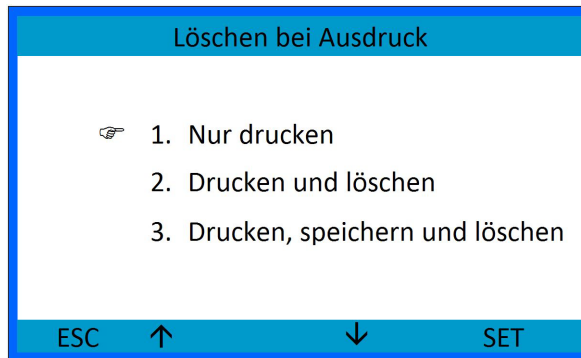 Löschen bei Ausdruck
☞ 1. Nur drucken
2. Drucken und löschen
3. Drucken, speichern und löschen
ESC ↑ ↓ SET